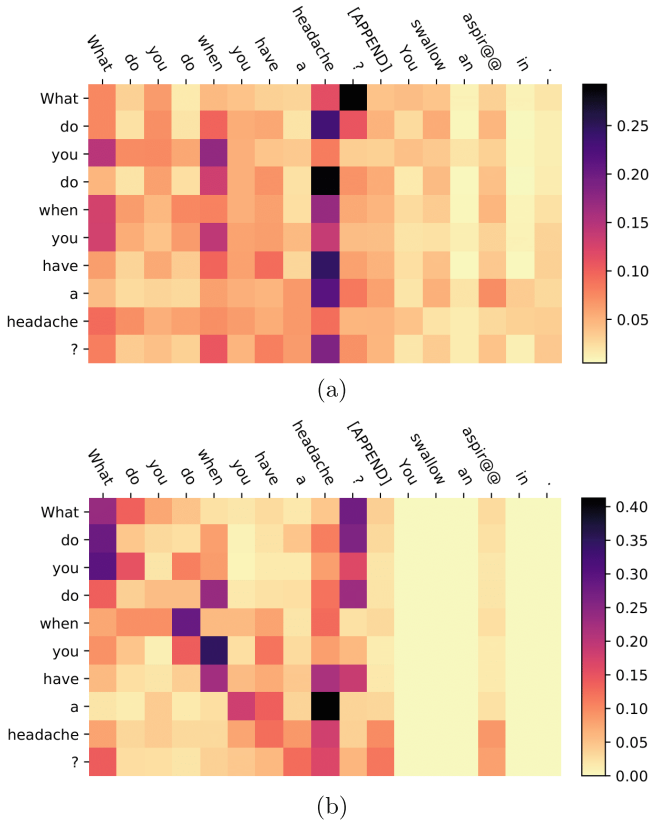 What do you do when you have a headache ? [APPEND] You swallow an aspir@@ in .
What
do
you
do
when
you
have
a
headache
?
0.25
0.20
0.15
0.10
0.05
(a)
What do you do when you have a headache ? [APPEND] You swallow an aspir@@ in .
What
do
you
do
when
you
have
a
headache
?
0.40
0.35
0.30
0.25
0.20
0.15
0.10
0.05
0.00
(b)